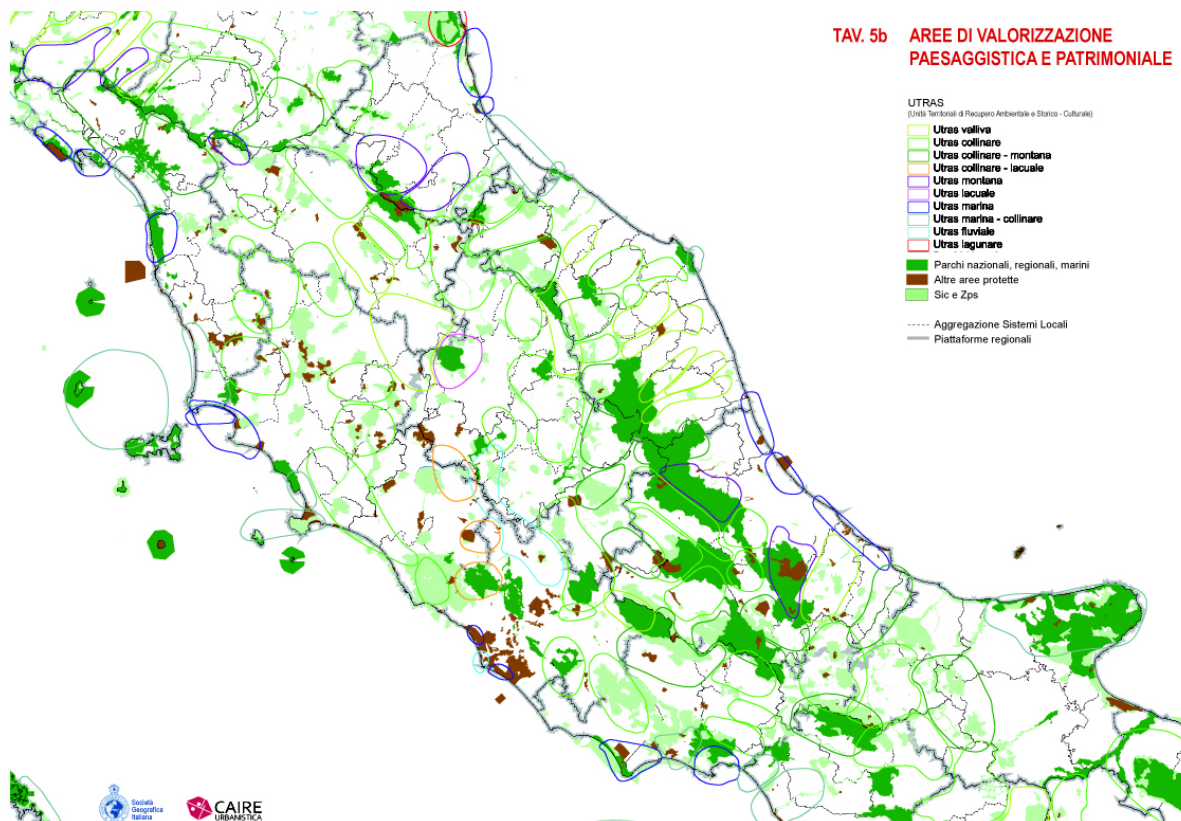 TAV. 5b AREE DI VALORIZZAZIONE
PAESAGGISTICA E PATRIMONIALE
UTRAS
(Unità Territoriali di Recupero Ambientale e Storico - Culturale)
Utras valliva
Utras collinare
Utras collinare - montana
Utras collinare - lacuale
Utras montana
Utras lacuale
Utras marina
Utras marina - collinare
Utras fluviale
Utras lagunare
Parchi nazionali, regionali, marini
Altre aree protette
Sic e Zps
Aggregazione Sistemi Locali
Piattaforme regionali
Società
Geografica
Italiana
CAIRE
URBANISTICA